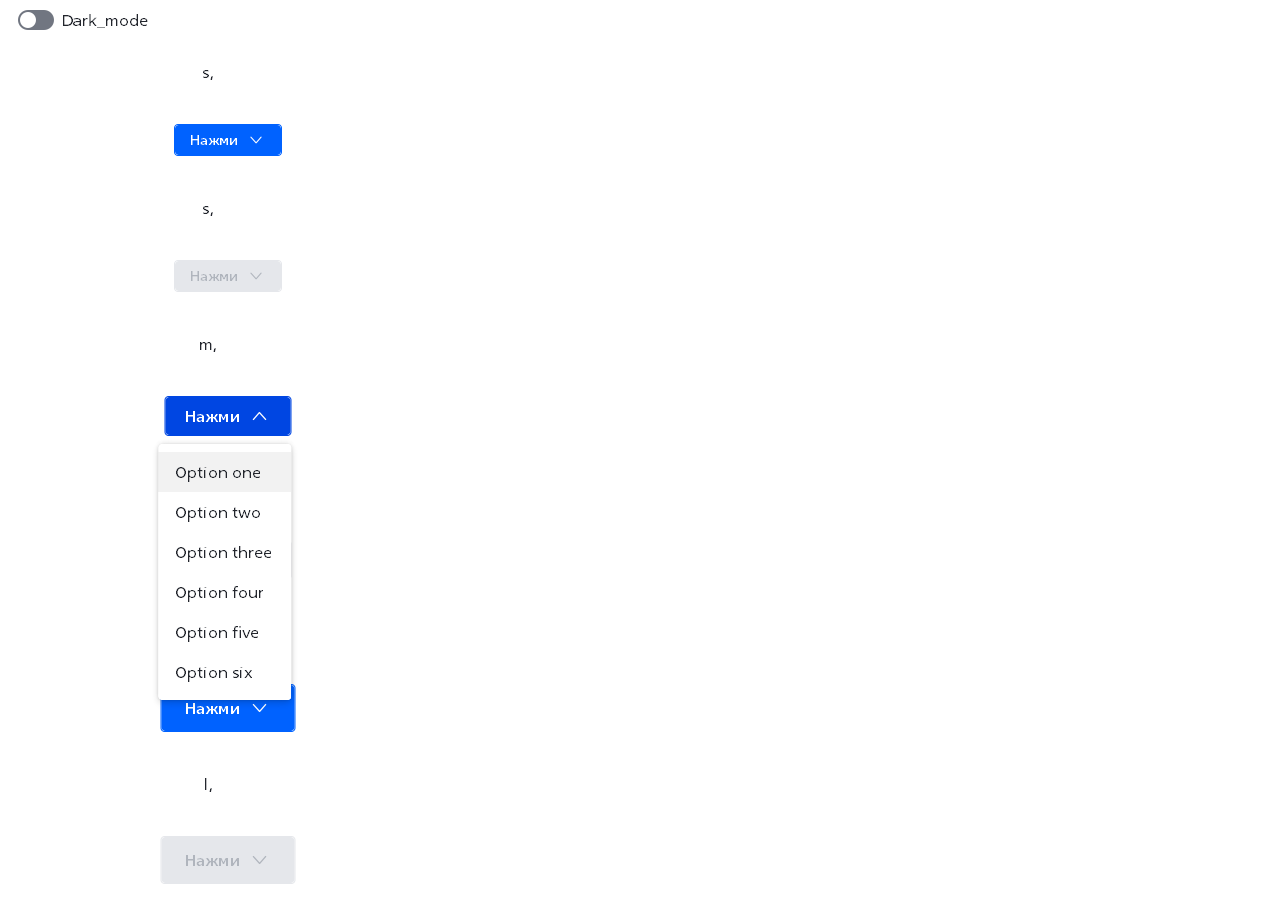 Dark_mode
s,
Нажми
s,
Нажми
m,
Нажми
Option one
Option two
Option three
Option four
Option five
Option six
Нажми
l,
Нажми